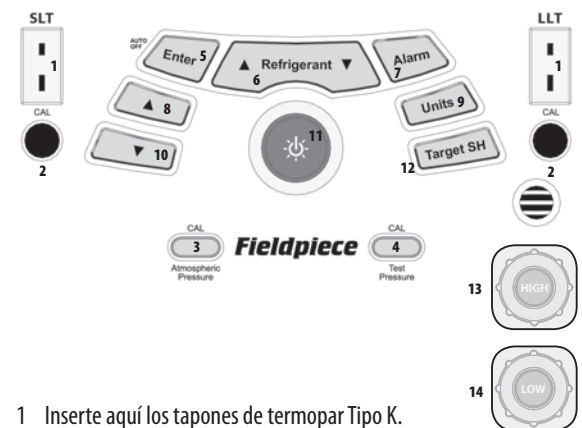 SLT
LLT
1
1
AUTO OFF
Enter 5
▲ Refrigerant ▼
6
Alarm
7
▲ 8
Units 9
CAL
CAL
2
2
▼ 10
11
12 Target SH
CAL
3
Atmospheric
Pressure
Fieldpiece
CAL
4
Test
Pressure
13 HIGH
14 LOW
1 Inserte aquí los tapones de termopar Tipo K.